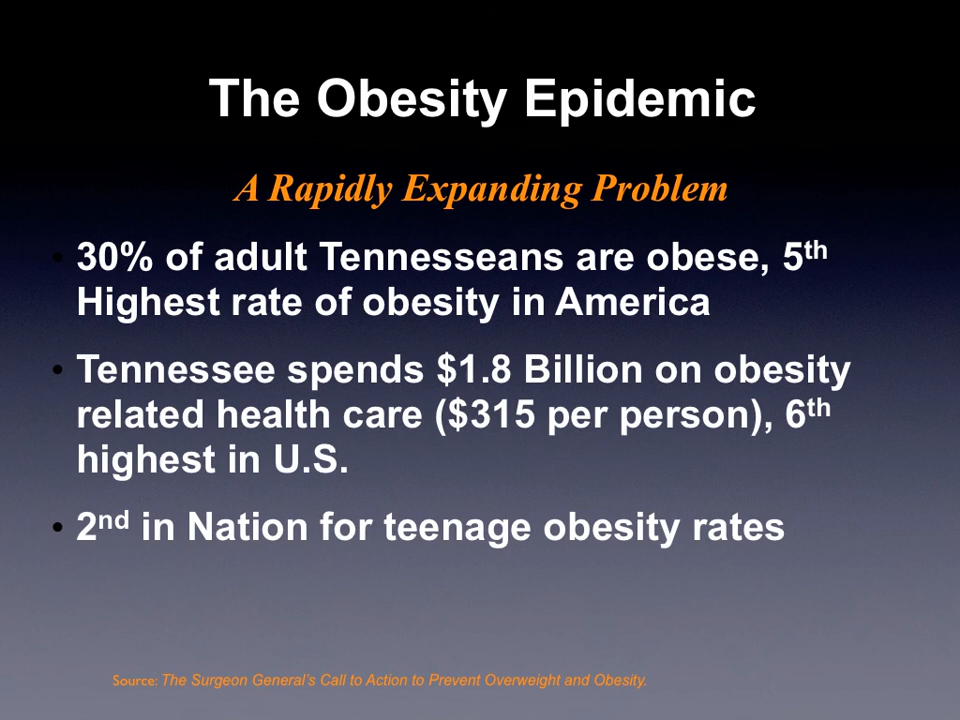 The Obesity Epidemic
A Rapidly Expanding Problem
• 30% of adult Tennesseans are obese, 5th
Highest rate of obesity in America
• Tennessee spends $1.8 Billion on obesity
related health care ($315 per person), 6th
highest in U.S.
• 2nd in Nation for teenage obesity rates
Source: The Surgeon General’s Call to Action to Prevent Overweight and Obesity.